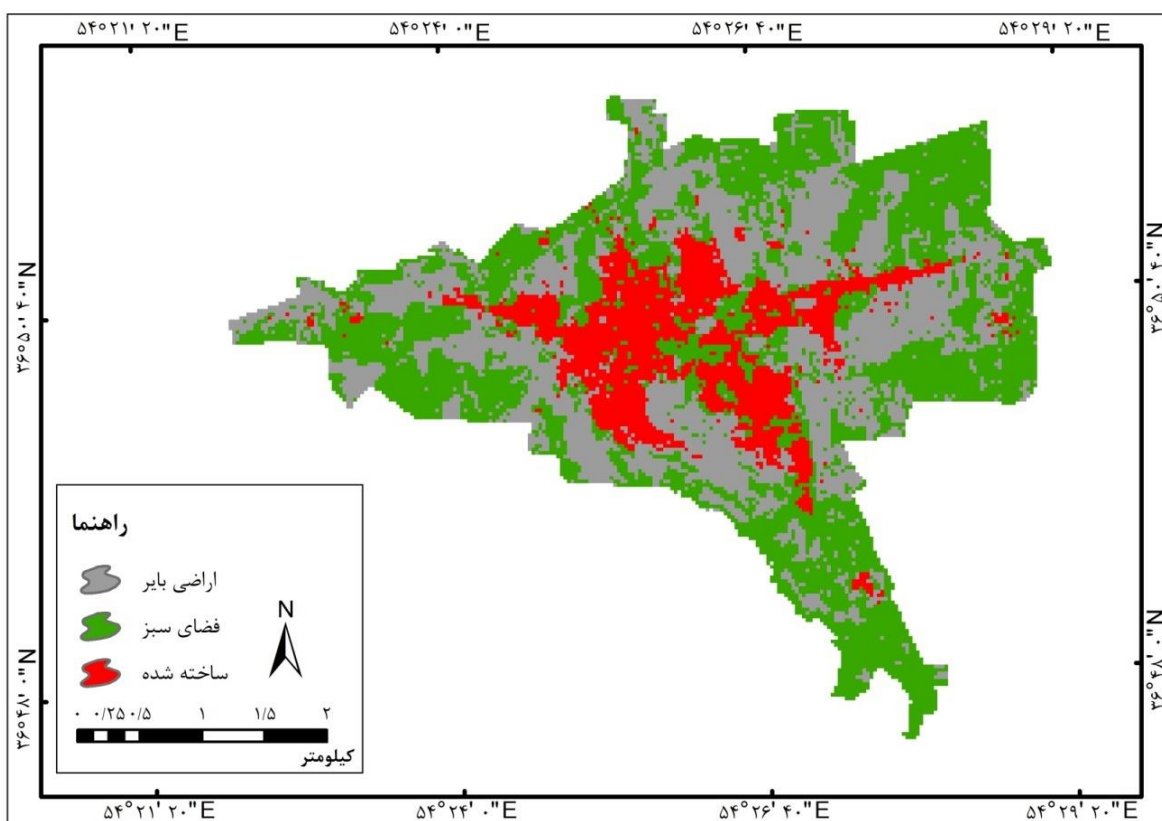 ۵۴°۲۱' ۲۰"E
۵۴°۲۴' ۰"E
۵۴°۲۶' ۴۰"E
۵۴°۲۹' ۲۰"E
۳۶°۵۰' ۴۰"N
۳۶°۵۰' ۴۰"N
راهنما
اراضی بایر
فضای سبز
ساخته شده
N
۰ ۰/۲۵ ۰/۵ ۱ ۱/۵ ۲
کیلومتر
۳۶°۴۸' ۰"N
۳۶°۴۸' ۰"N
۵۴°۲۱' ۲۰"E
۵۴°۲۴' ۰"E
۵۴°۲۶' ۴۰"E
۵۴°۲۹' ۲۰"E